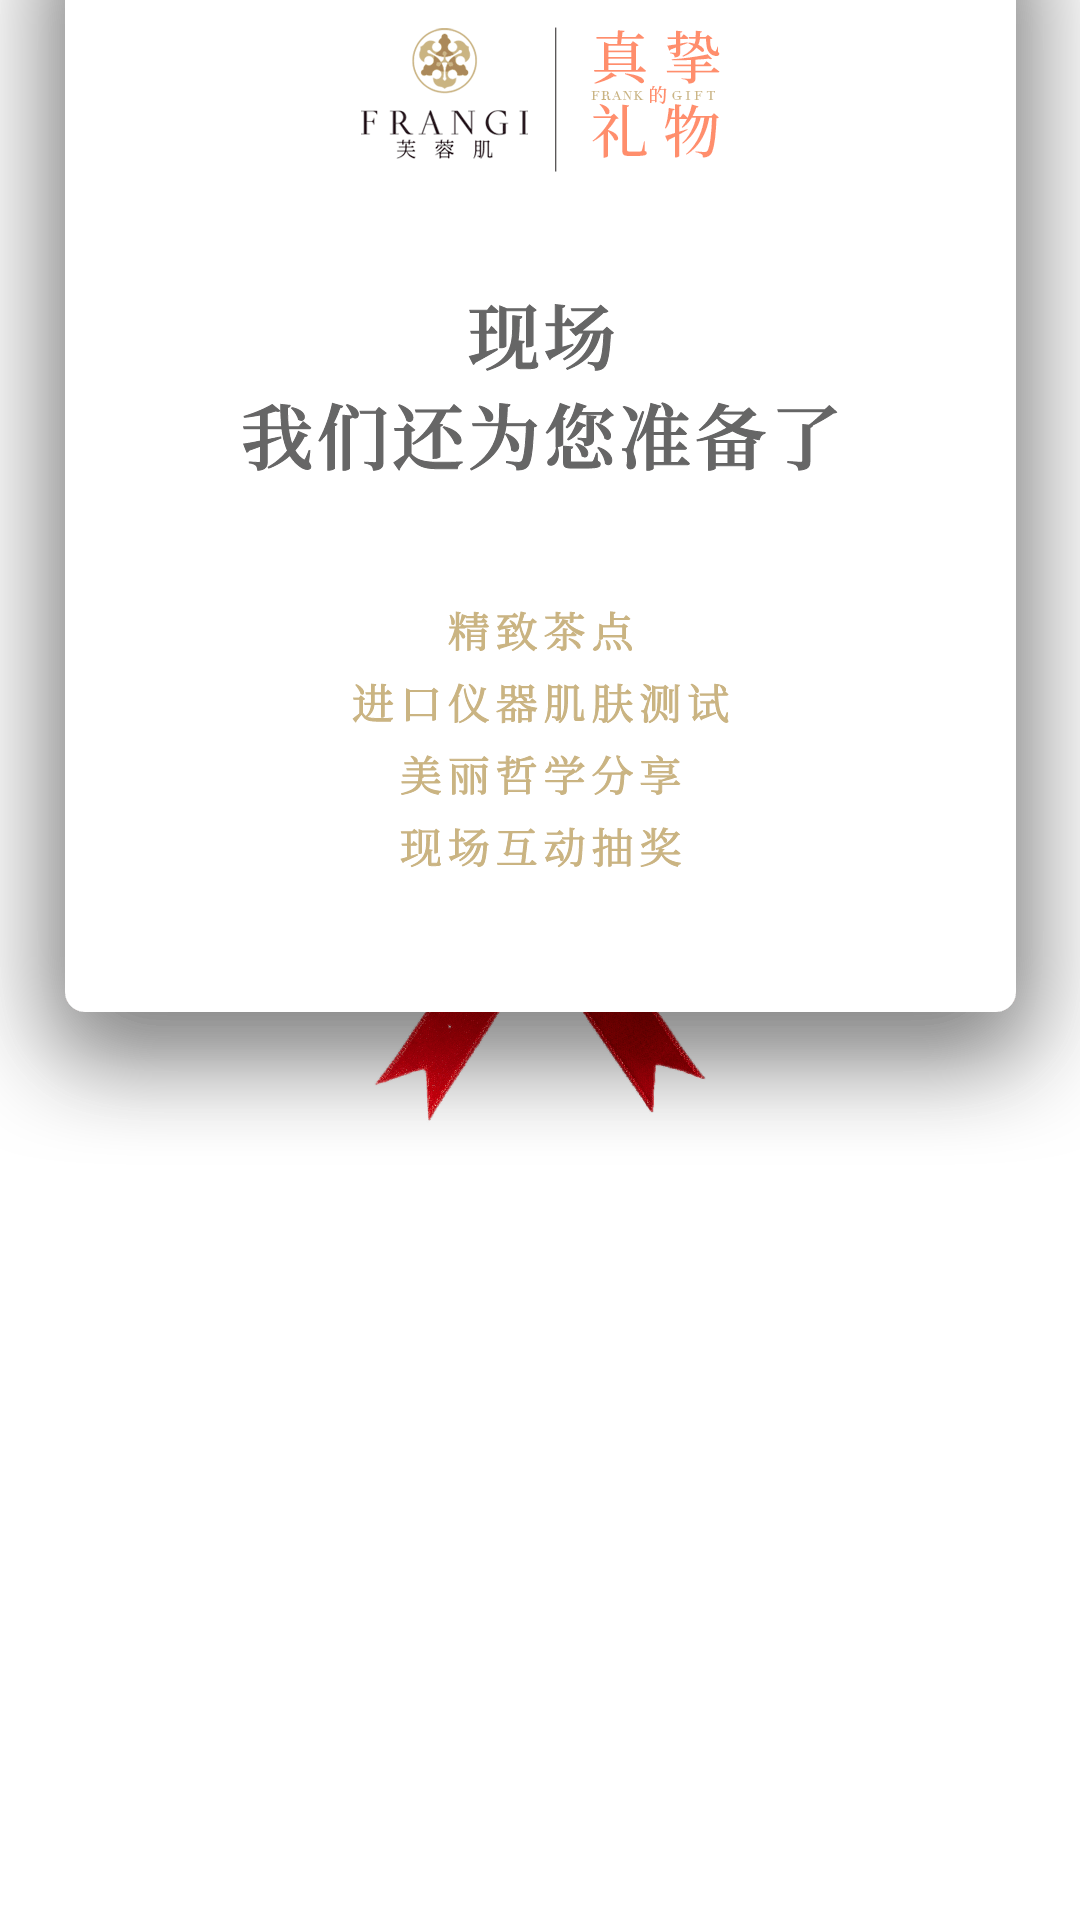 FRANGI
芙蓉肌
真挚
FRANK 的 GIFT
礼物
现场
我们还为您准备了
精致茶点
进口仪器肌肤测试
美丽哲学分享
现场互动抽奖